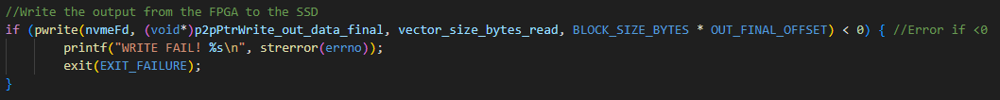 //Write the output from the FPGA to the SSD
if (pwrite(nvmeFd, (void*)p2pPtrWrite_out_data_final, vector_size_bytes_read, BLOCK_SIZE_BYTES * OUT_FINAL_OFFSET) < 0) { //Error if <0
        printf("WRITE FAIL! %s\n", strerror(errno));
        exit(EXIT_FAILURE);
}